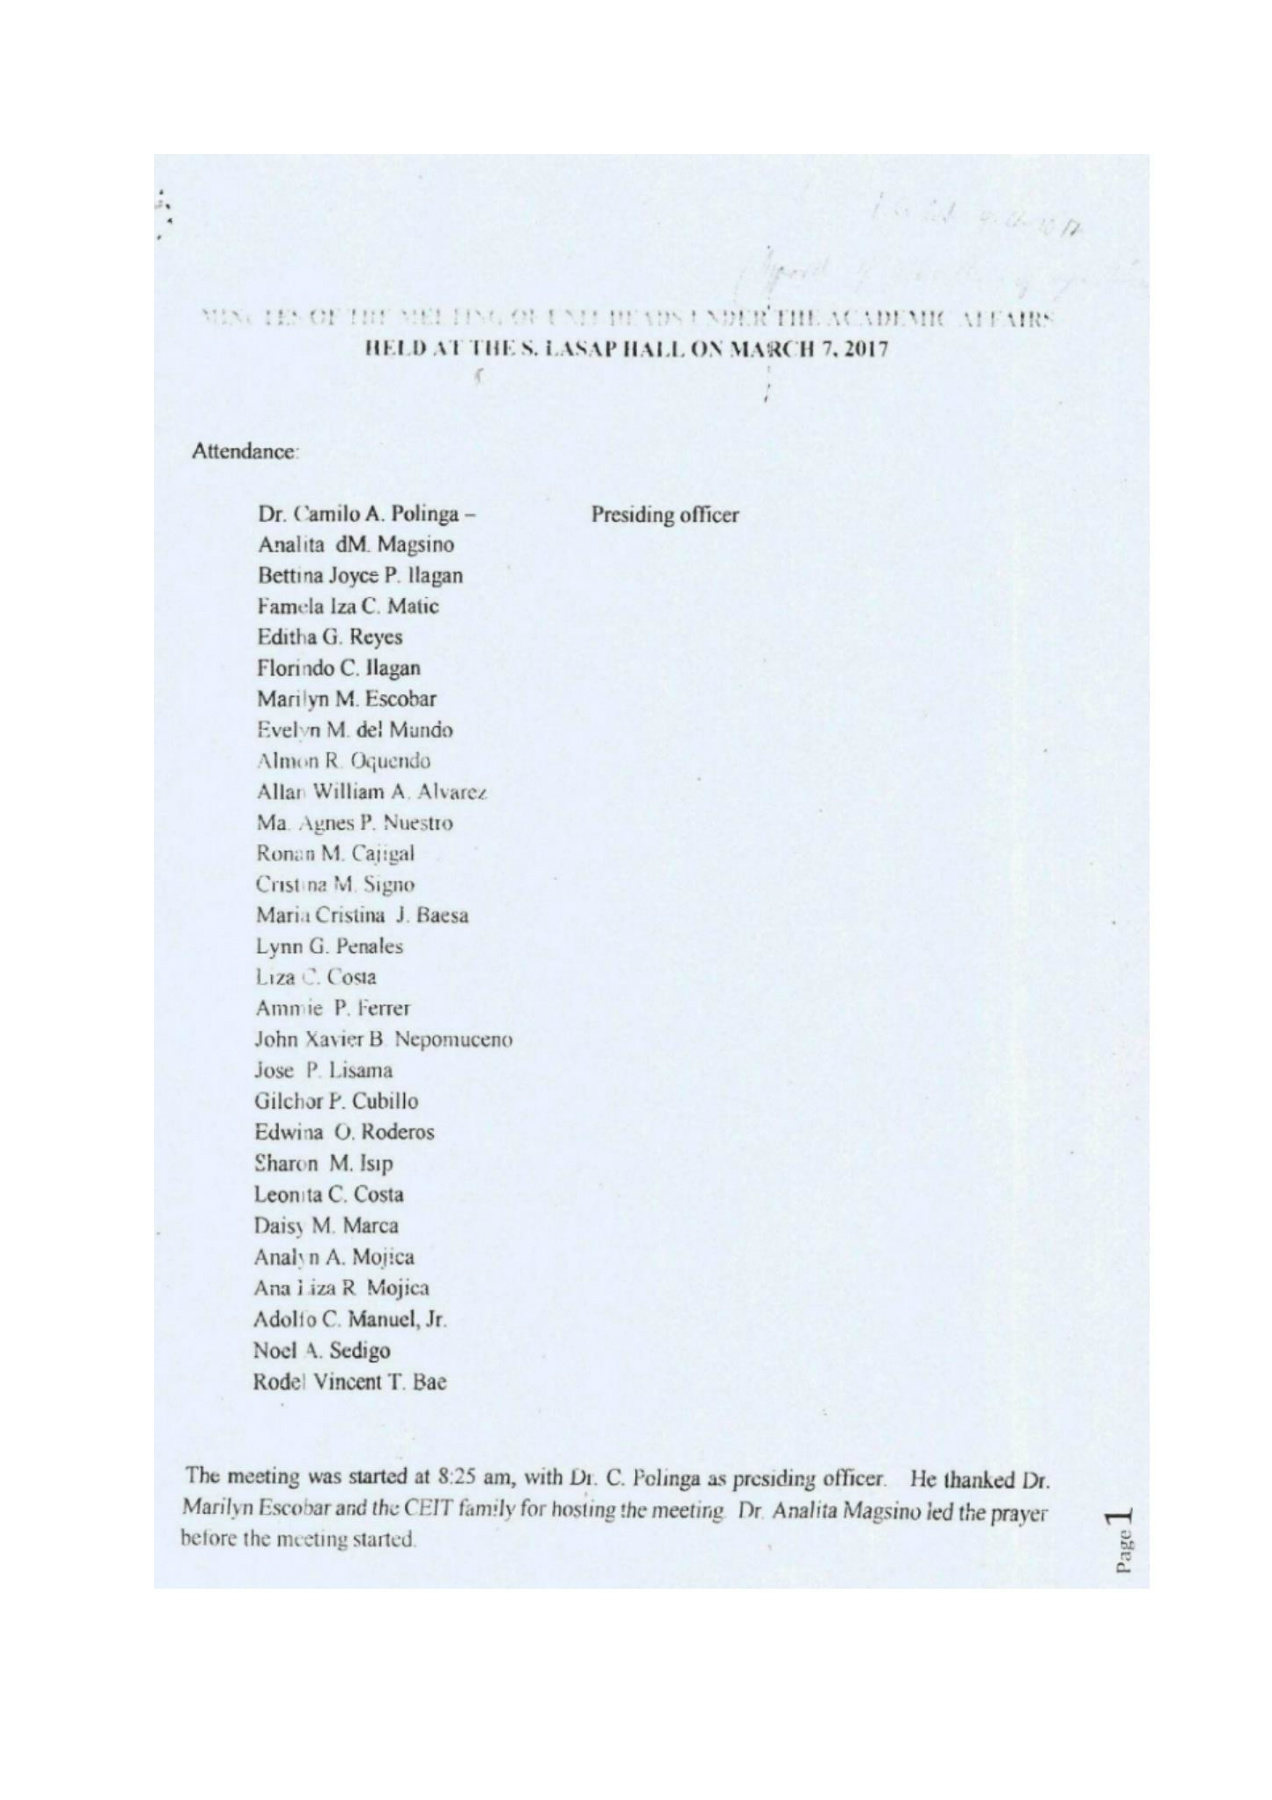 MINUTES OF THE MEETING OF UNIT HEADS UNDER THE ACADEMIC AFFAIRS
HELD AT THE S. LASAP HALL ON MARCH 7, 2017
Attendance:
Dr. Camilo A. Polinga – Presiding officer
Analita dM. Magsino
Bettina Joyce P. Ilagan
Famela Iza C. Matic
Editha G. Reyes
Florindo C. Ilagan
Marilyn M. Escobar
Evelyn M. del Mundo
Almon R. Oquendo
Allan William A. Alvarez
Ma. Agnes P. Nuestro
Ronan M. Cajigal
Cristina M. Signo
Maria Cristina J. Baesa
Lynn G. Penales
Liza C. Costa
Ammie P. Ferrer
John Xavier B. Nepomuceno
Jose P. Lisama
Gilchor P. Cubillo
Edwina O. Roderos
Sharon M. Isip
Leonita C. Costa
Daisy M. Marca
Analyn A. Mojica
Ana Liza R. Mojica
Adolfo C. Manuel, Jr.
Noel A. Sedigo
Rodel Vincent T. Bae
The meeting was started at 8:25 am, with Dr. C. Polinga as presiding officer. He thanked Dr.
Marilyn Escobar and the CEIT family for hosting the meeting. Dr. Analita Magsino led the prayer
before the meeting started.
Page 1